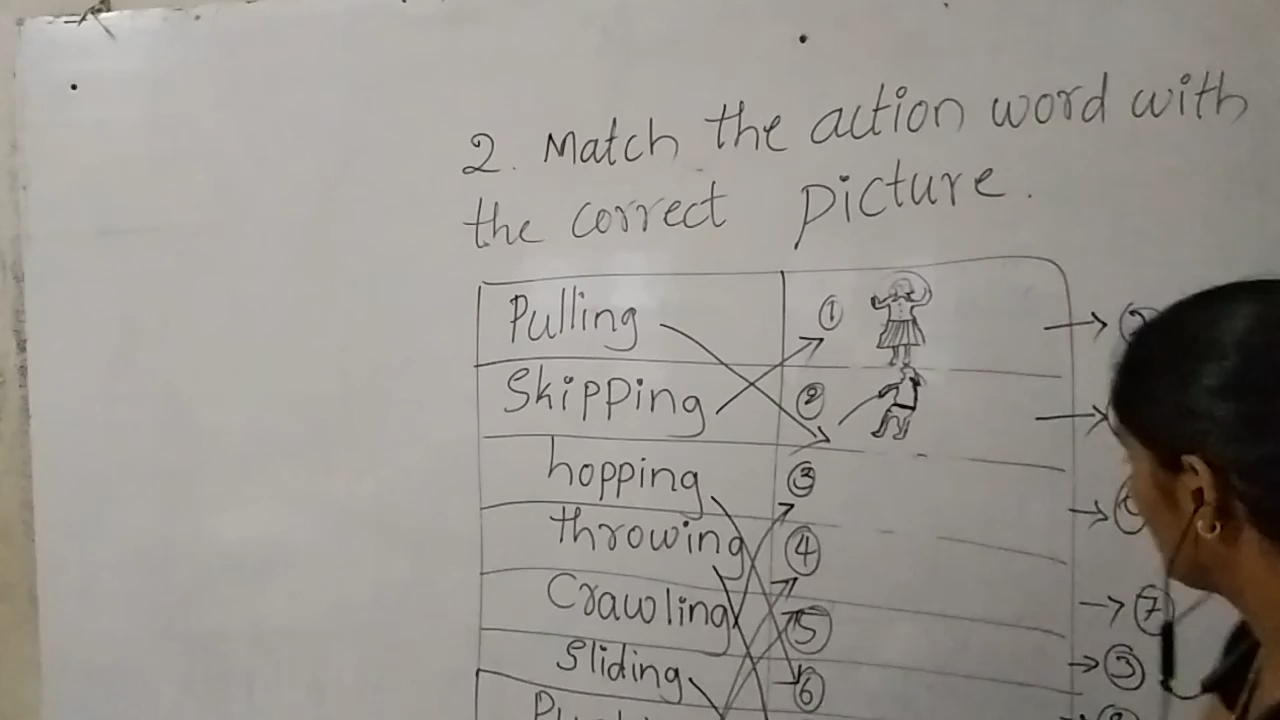 2. Match the action word with
the correct picture.
Pulling ①
Skipping ②
hopping ③
throwing ④
Crawling ⑤
Sliding ⑥
→ ⑦
→ ③